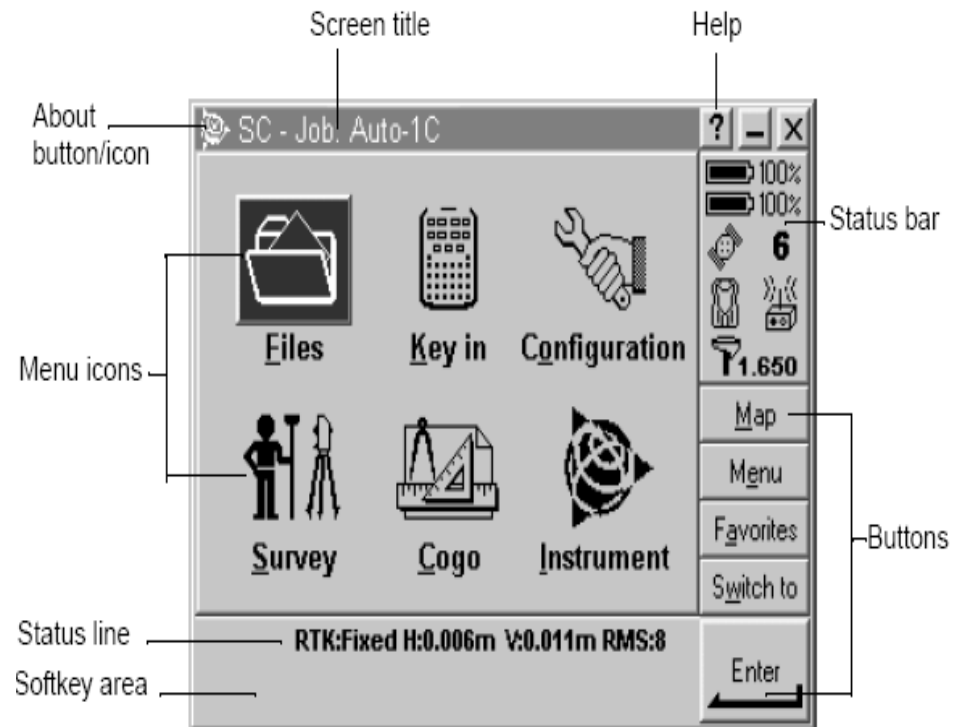 Screen title
Help
About
button/icon
SC - Job: Auto-1C
?
100%
100%
Status bar
6
1.650
Menu icons
Files
Key in
Configuration
Survey
Cogo
Instrument
Map
Menu
Favorites
Switch to
Buttons
Status line
RTK:Fixed H:0.006m V:0.011m RMS:8
Softkey area
Enter